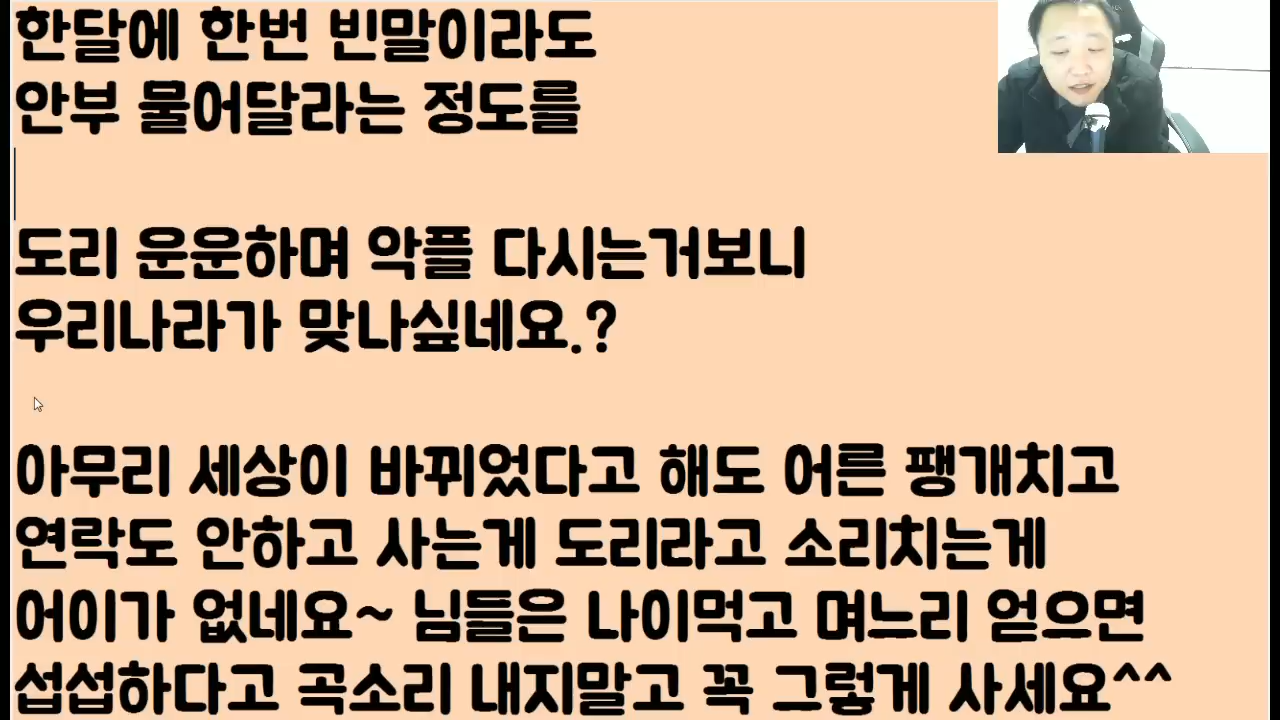 한달에 한번 빈말이라도
안부 물어달라는 정도를
도리 운운하며 악플 다시는거보니
우리나라가 맞나싶네요.?
아무리 세상이 바뀌었다고 해도 어른 팽개치고
연락도 안하고 사는게 도리라고 소리치는게
어이가 없네요~ 님들은 나이먹고 며느리 얻으면
섭섭하다고 곡소리 내지말고 꼭 그렇게 사세요^^